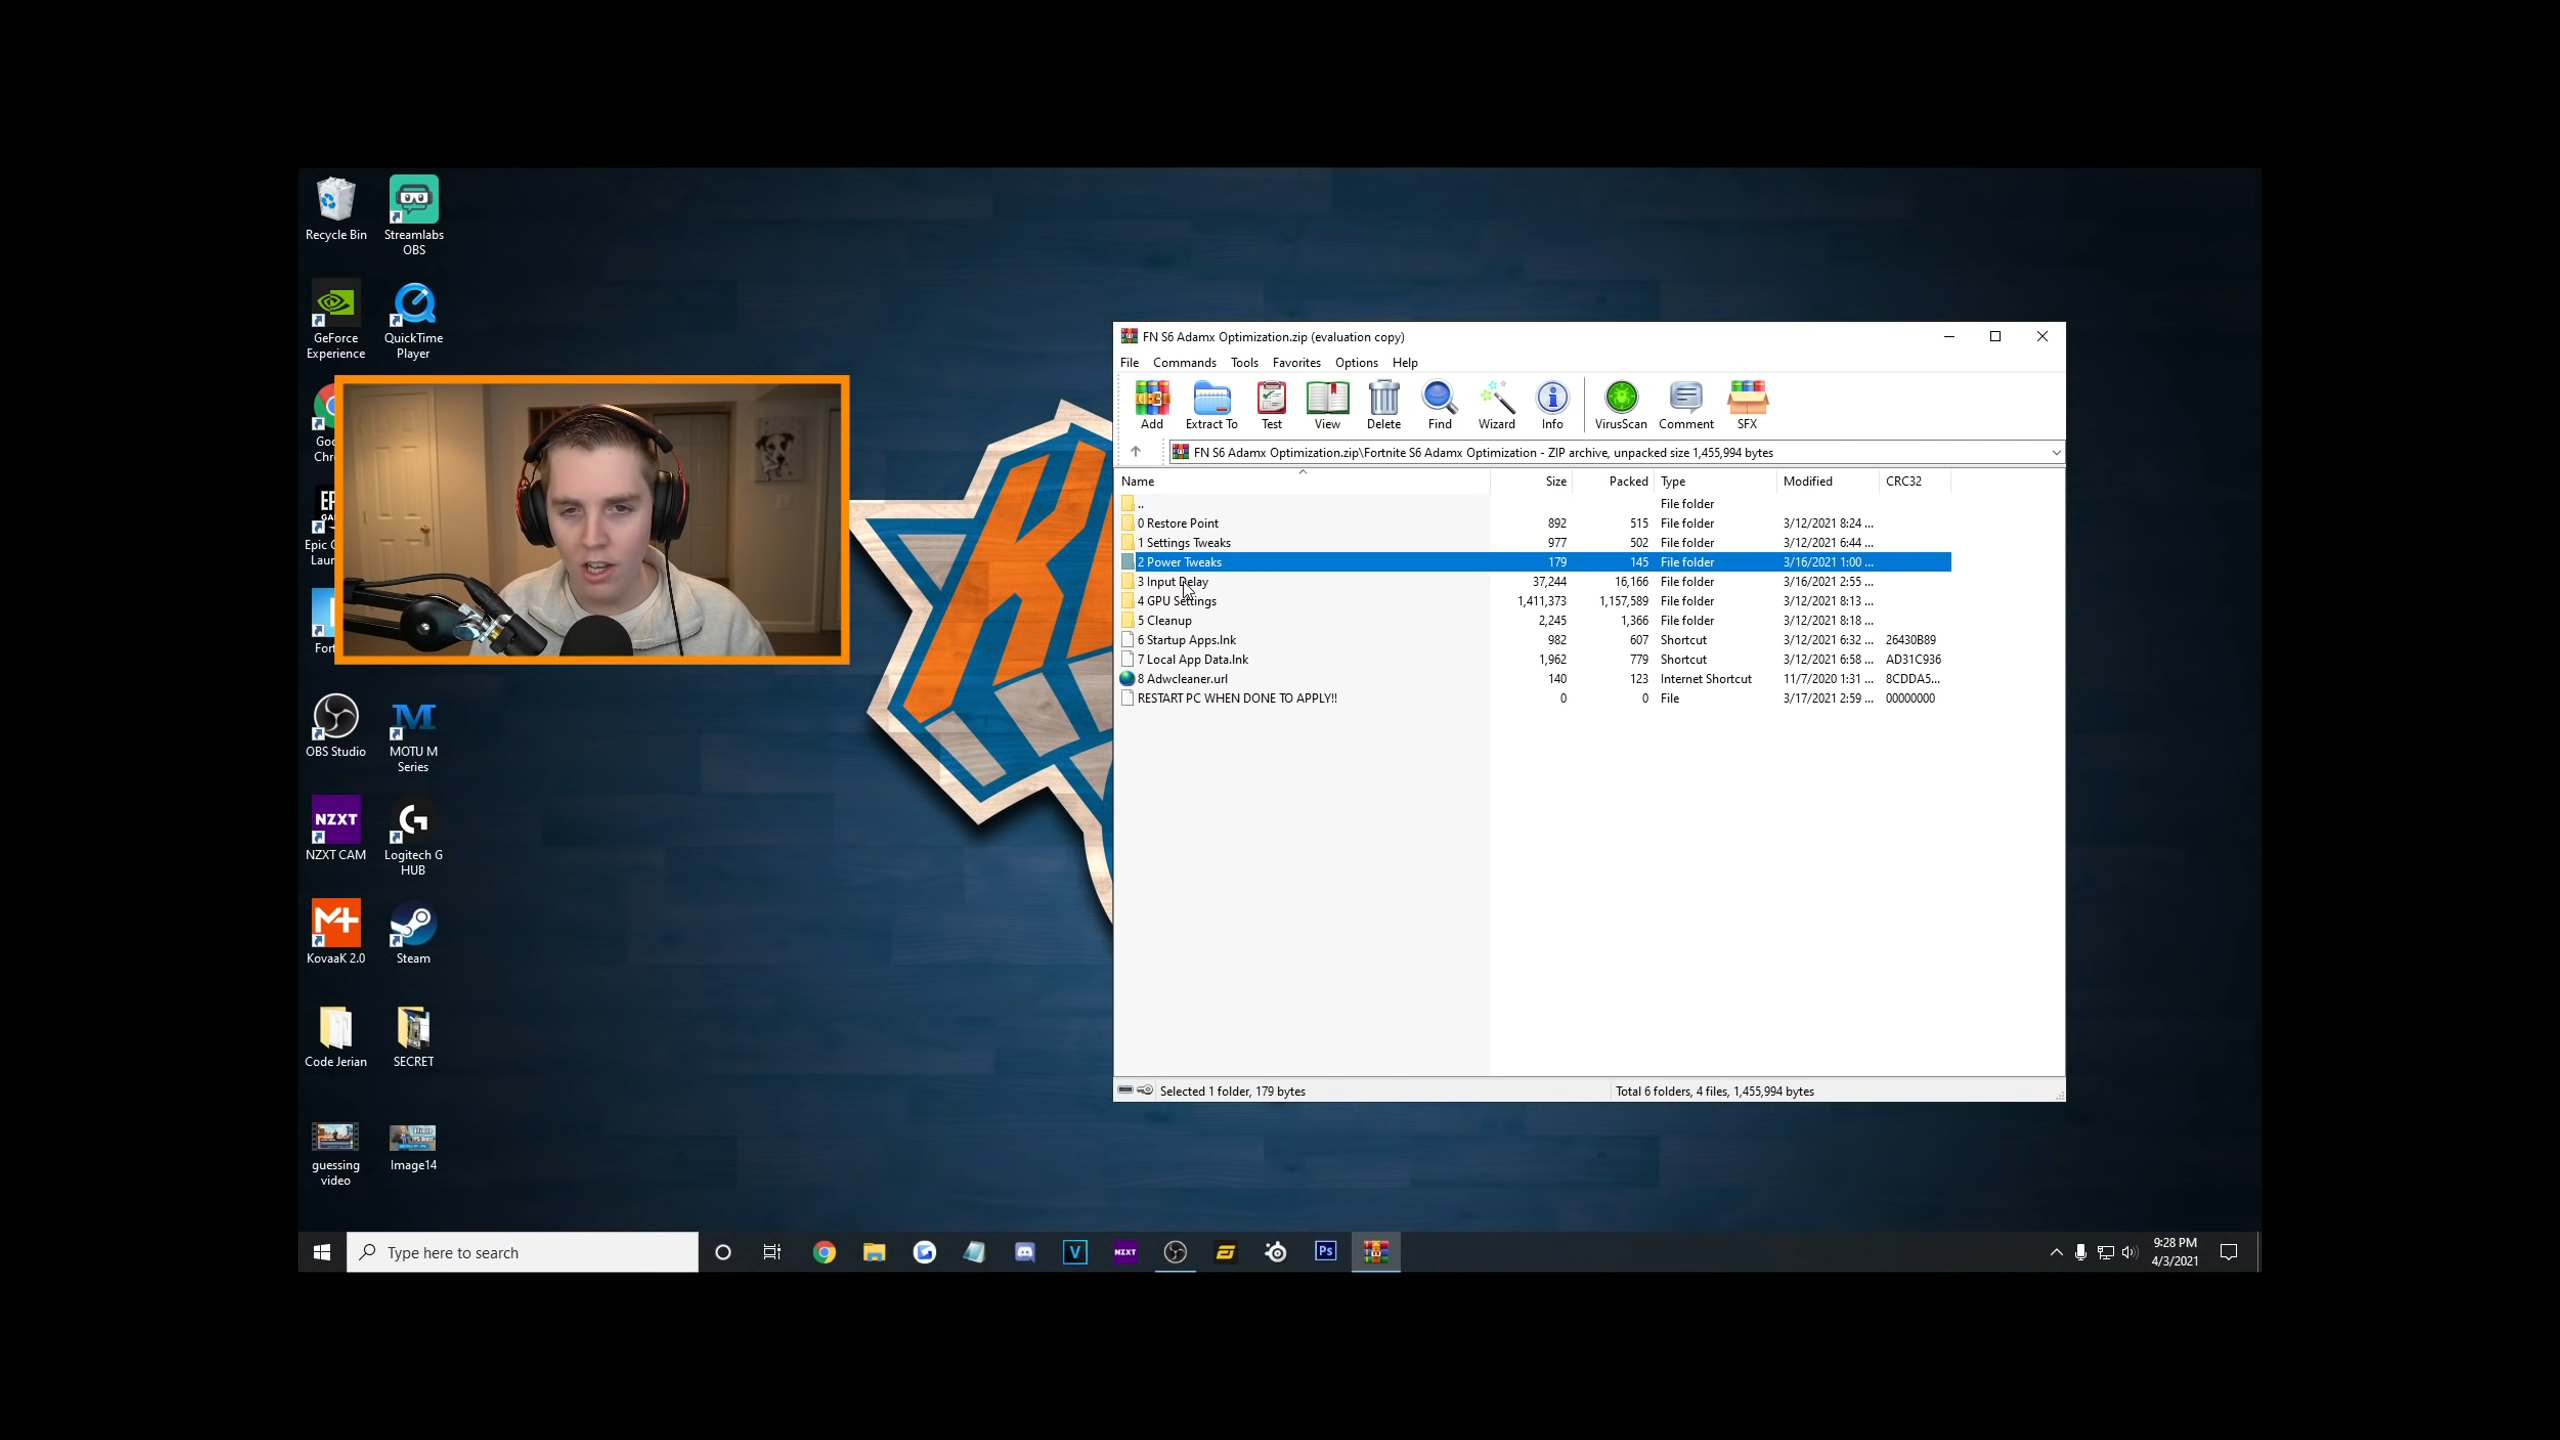 Recycle Bin
Streamlabs
OBS
GeForce
Experience
QuickTime
Player
Goo
Chr
EPI
GA
Epic G
Laun
Fort
OBS Studio
MOTU M
Series
NZXT
NZXT CAM
Logitech G
HUB
KovaaK 2.0
Steam
Code Jerian
SECRET
guessing
video
Image14
FN S6 Adamx Optimization.zip (evaluation copy)
File Commands Tools Favorites Options Help
Add Extract To Test View Delete Find Wizard Info VirusScan Comment SFX
FN S6 Adamx Optimization.zip\Fortnite S6 Adamx Optimization - ZIP archive, unpacked size 1,455,994 bytes
Name Size Packed Type Modified CRC32
.. File folder
0 Restore Point 892 515 File folder 3/12/2021 8:24 ...
1 Settings Tweaks 977 502 File folder 3/12/2021 6:44 ...
2 Power Tweaks 179 145 File folder 3/16/2021 1:00 ...
3 Input Delay 37,244 16,166 File folder 3/16/2021 2:55 ...
4 GPU Settings 1,411,373 1,157,589 File folder 3/12/2021 8:13 ...
5 Cleanup 2,245 1,366 File folder 3/12/2021 8:18 ...
6 Startup Apps.lnk 982 607 Shortcut 3/12/2021 6:32 ... 26430B89
7 Local App Data.lnk 1,962 779 Shortcut 3/12/2021 6:58 ... AD31C936
8 Adwcleaner.url 140 123 Internet Shortcut 11/7/2020 1:31 ... 8CDDA5...
RESTART PC WHEN DONE TO APPLY!! 0 0 File 3/17/2021 2:59 ... 00000000
Selected 1 folder, 179 bytes
Total 6 folders, 4 files, 1,455,994 bytes
Type here to search
V
NZXT
Ps
9:28 PM
4/3/2021